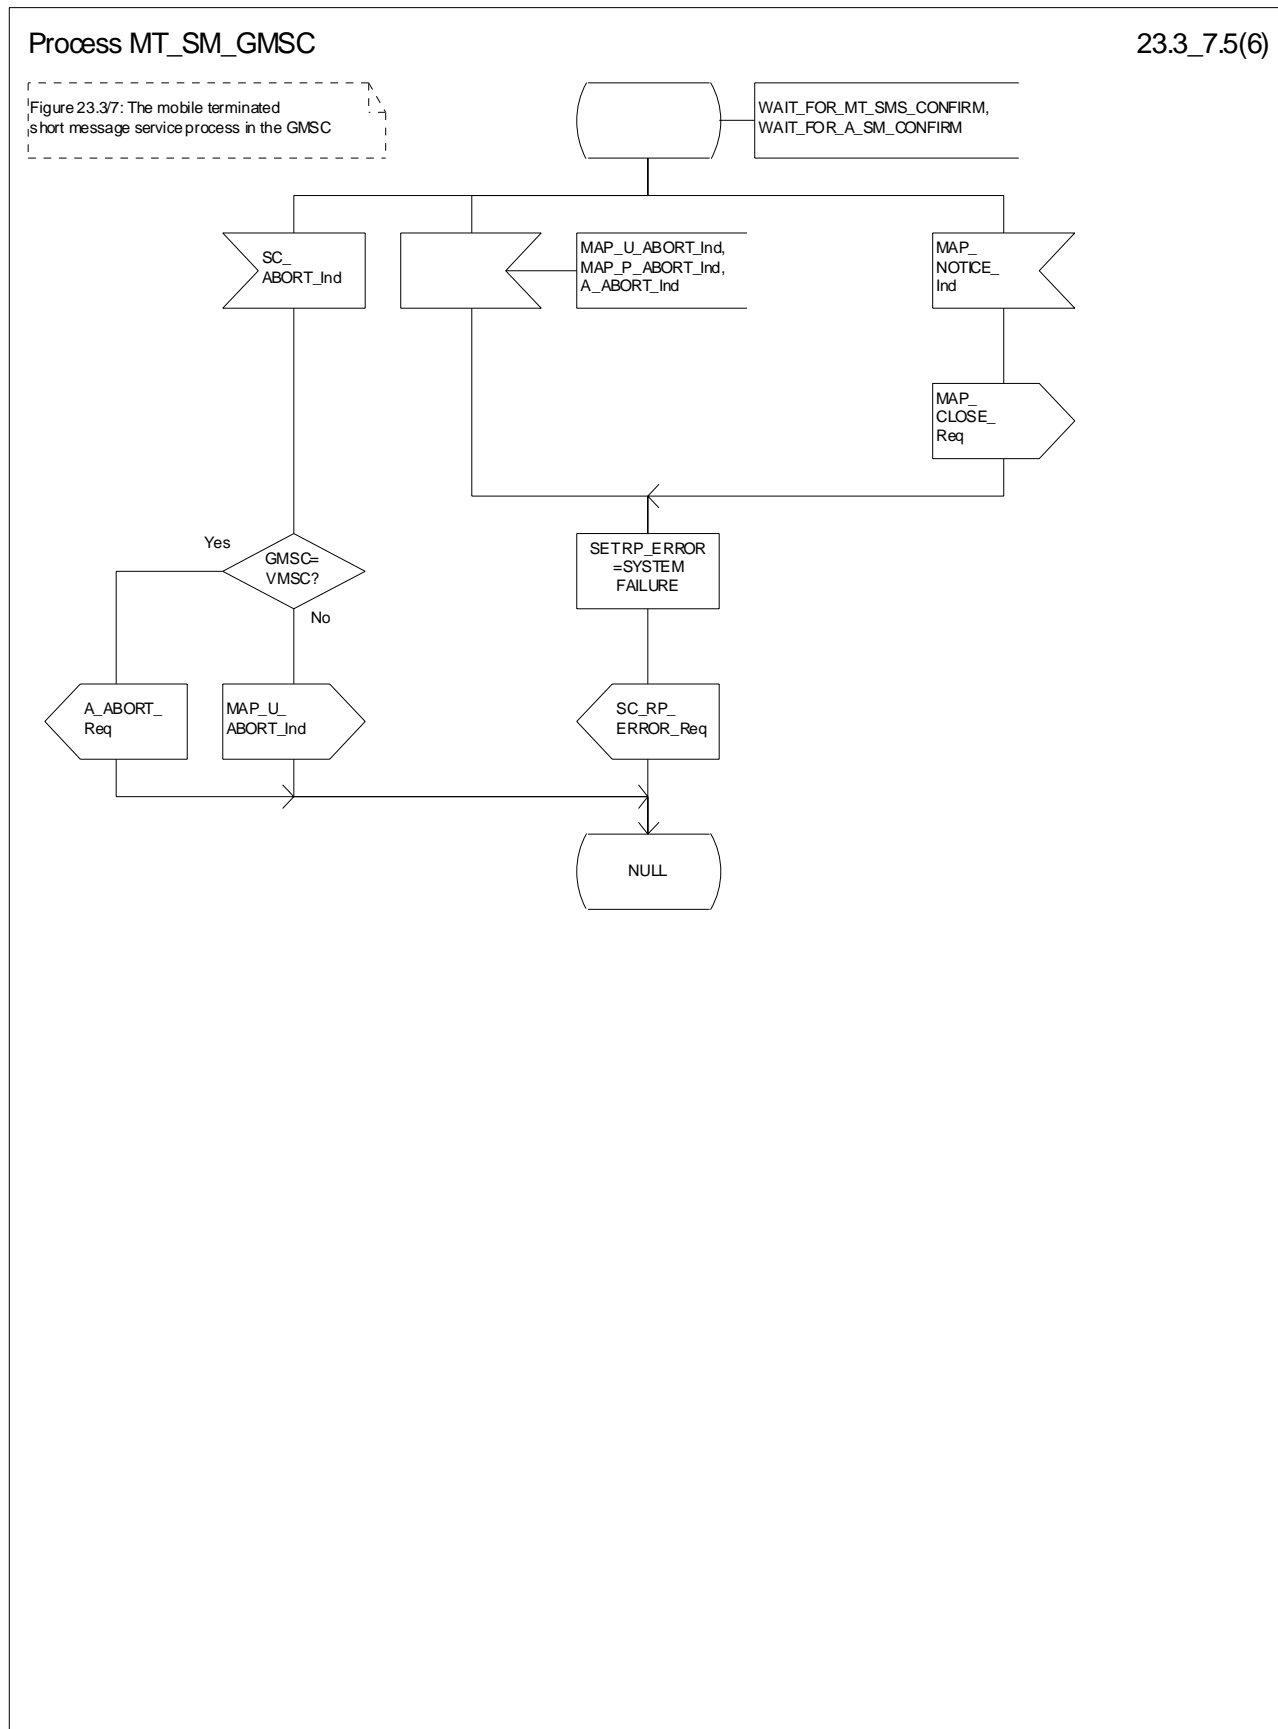 Process MT_SM_GMSC
23.3_7.5(6)
Figure 23.3/7: The mobile terminated
short message service process in the GMSC
WAIT_FOR_MT_SMS_CONFIRM,
WAIT_FOR_A_SM_CONFIRM
SC_
ABORT_Ind
MAP_U_ABORT_Ind,
MAP_P_ABORT_Ind,
A_ABORT_Ind
MAP_
NOTICE_
Ind
MAP_
CLOSE_
Req
Yes
GMSC=
VMSC?
No
SET RP_ERROR
=SYSTEM
FAILURE
A_ABORT_
Req
MAP_U_
ABORT_Ind
SC_RP_
ERROR_Req
NULL